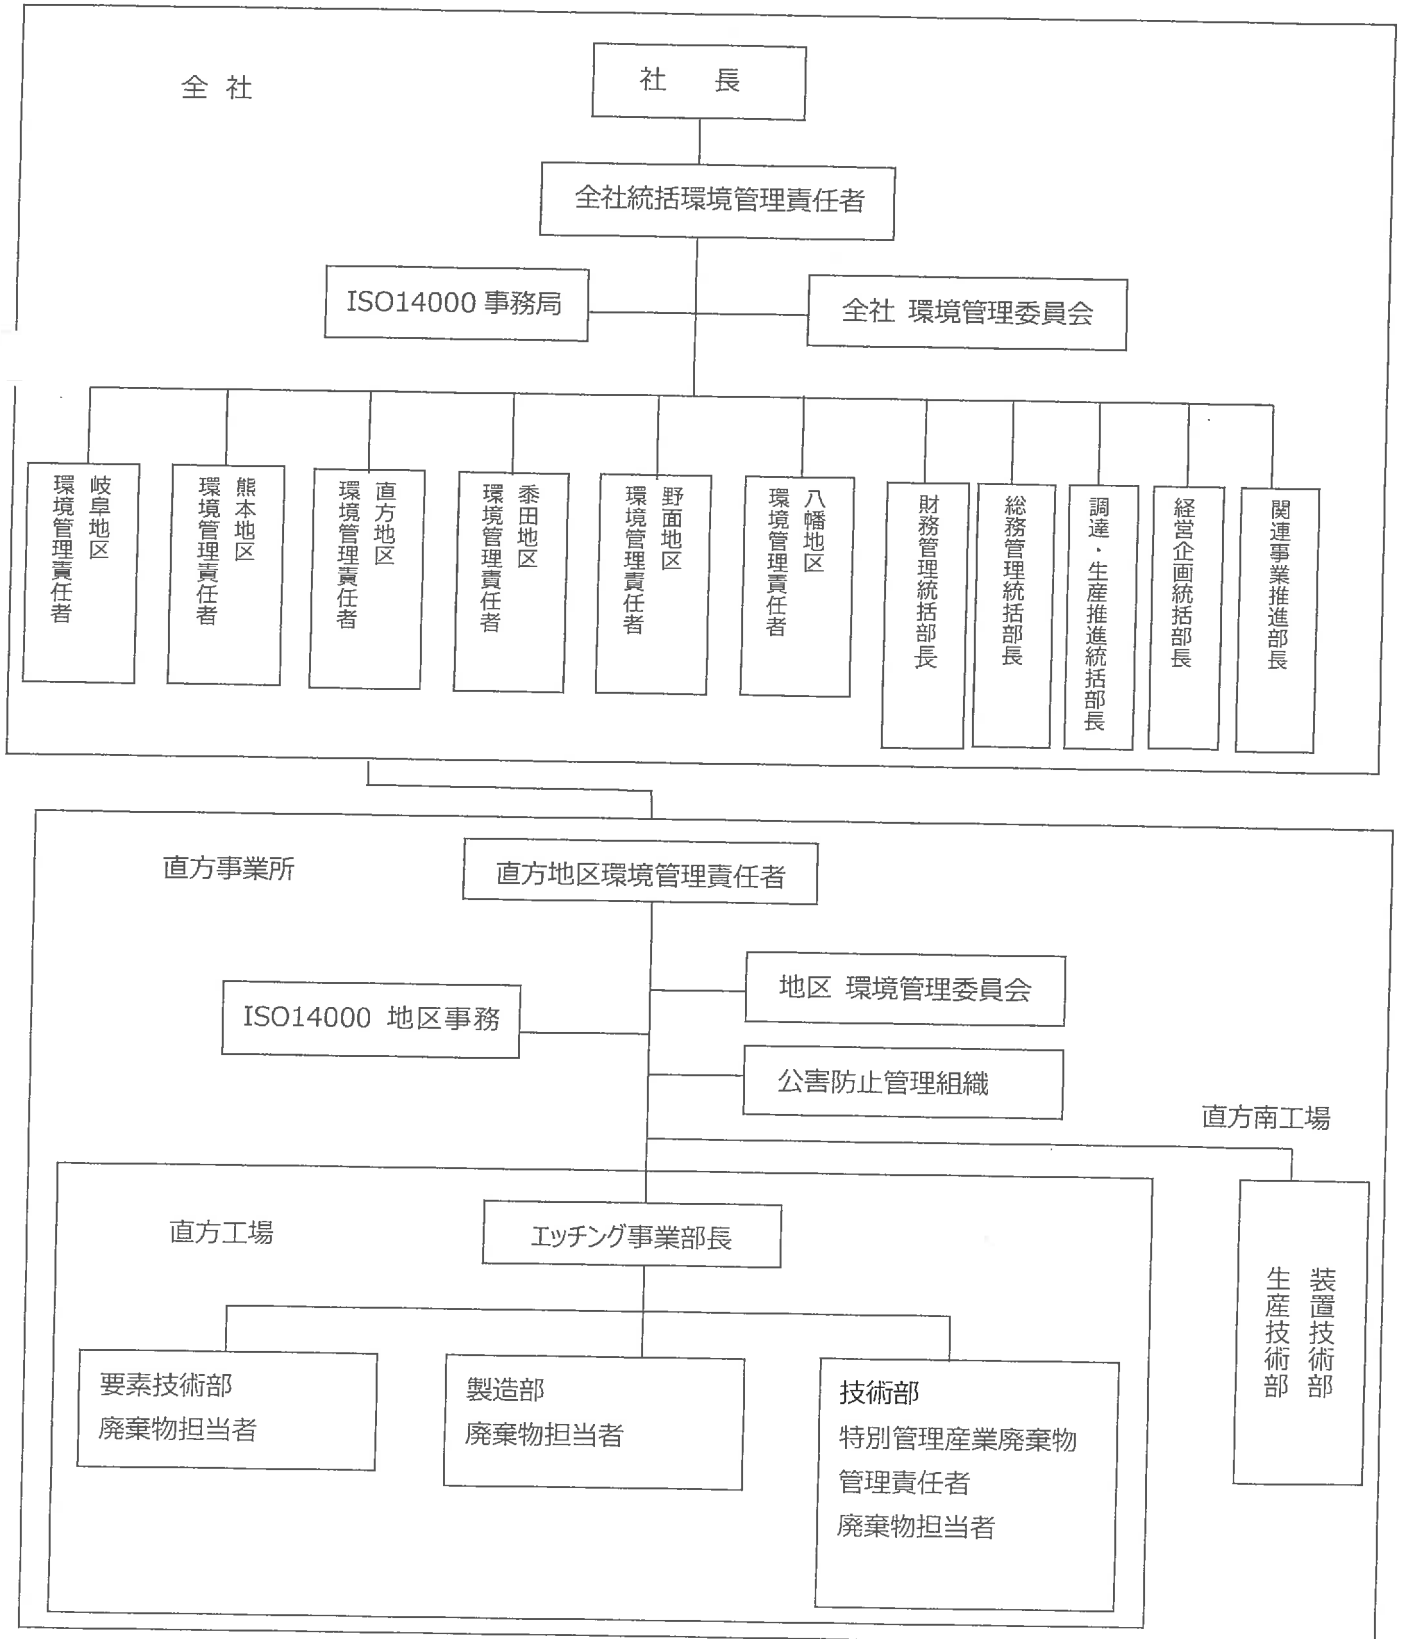 全 社
社 長
全社統括環境管理責任者
ISO14000 事務局
全社 環境管理委員会
岐阜地区
環境管理責任者
熊本地区
環境管理責任者
直方地区
環境管理責任者
黍田地区
環境管理責任者
野面地区
環境管理責任者
八幡地区
環境管理責任者
財務管理統括部長
総務管理統括部長
調達・生産推進統括部長
経営企画統括部長
関連事業推進部長
直方事業所
直方地区環境管理責任者
地区 環境管理委員会
ISO14000 地区事務
公害防止管理組織
直方南工場
直方工場
エッチング事業部長
装置技術部
生産技術部
要素技術部
廃棄物担当者
製造部
廃棄物担当者
技術部
特別管理産業廃棄物
管理責任者
廃棄物担当者